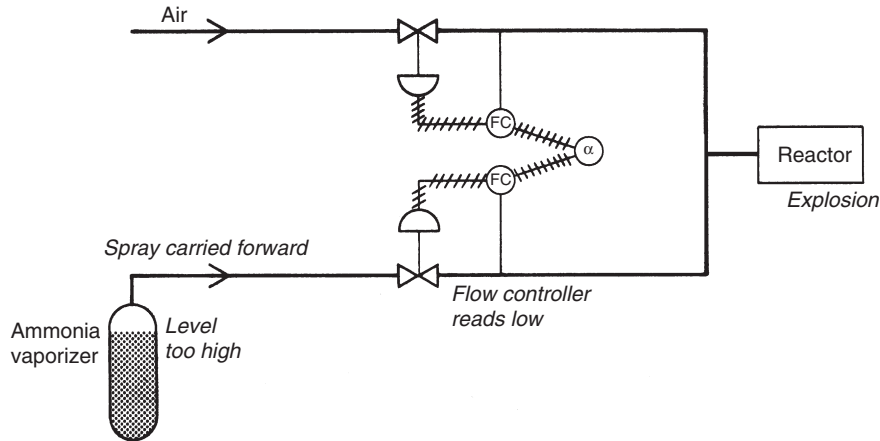 Air
FC
α
FC
Reactor
Explosion
Spray carried forward
Flow controller
reads low
Ammonia
vaporizer
Level
too high